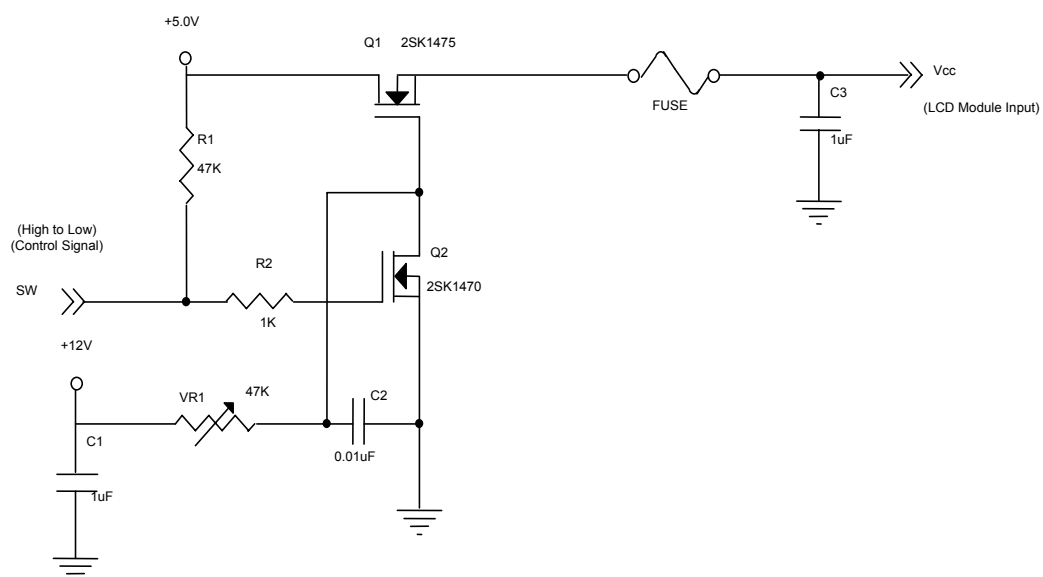 +5.0V
Q1 2SK1475
Vcc
FUSE
C3
(LCD Module Input)
R1
1uF
47K
(High to Low)
(Control Signal)
Q2
R2
2SK1470
SW
1K
+12V
VR1
47K
C2
C1
0.01uF
1uF